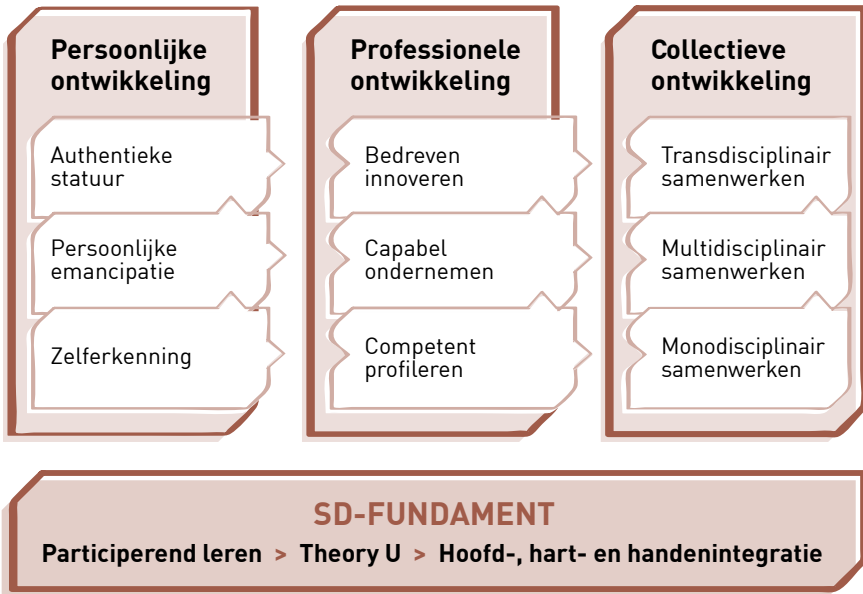 Persoonlijke
ontwikkeling
Authentieke
statuur
Persoonlijke
emancipatie
Zelferkenning
Professionele
ontwikkeling
Bedreven
innoveren
Capabel
ondernemen
Competent
profileren
Collectieve
ontwikkeling
Transdisciplinair
samenwerken
Multidisciplinair
samenwerken
Monodisciplinair
samenwerken
SD-FUNDAMENT
Participerend leren > Theory U > Hoofd-, hart- en handenintegratie